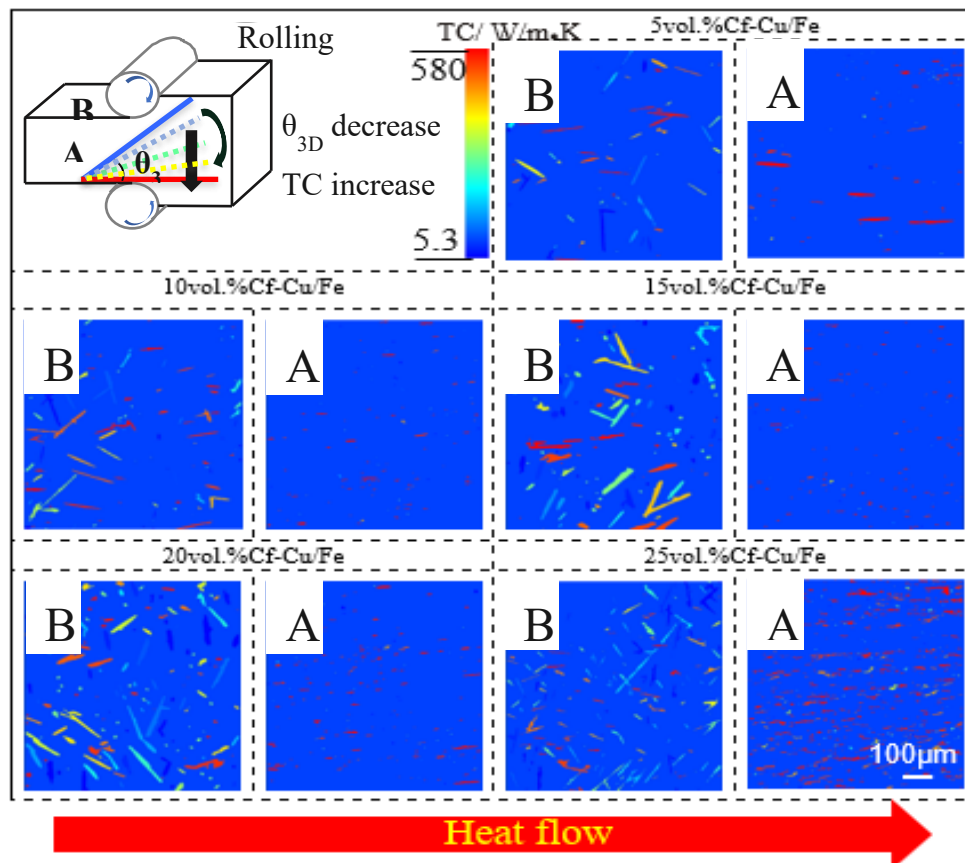 Rolling
B
A
θ3
θ3D decrease
TC increase
TC/ W/m.K
580
5.3
5vol.%Cf-Cu/Fe
B
A
10vol.%Cf-Cu/Fe
15vol.%Cf-Cu/Fe
B
A
B
A
20vol.%Cf-Cu/Fe
25vol.%Cf-Cu/Fe
B
A
B
A
100μm
Heat flow